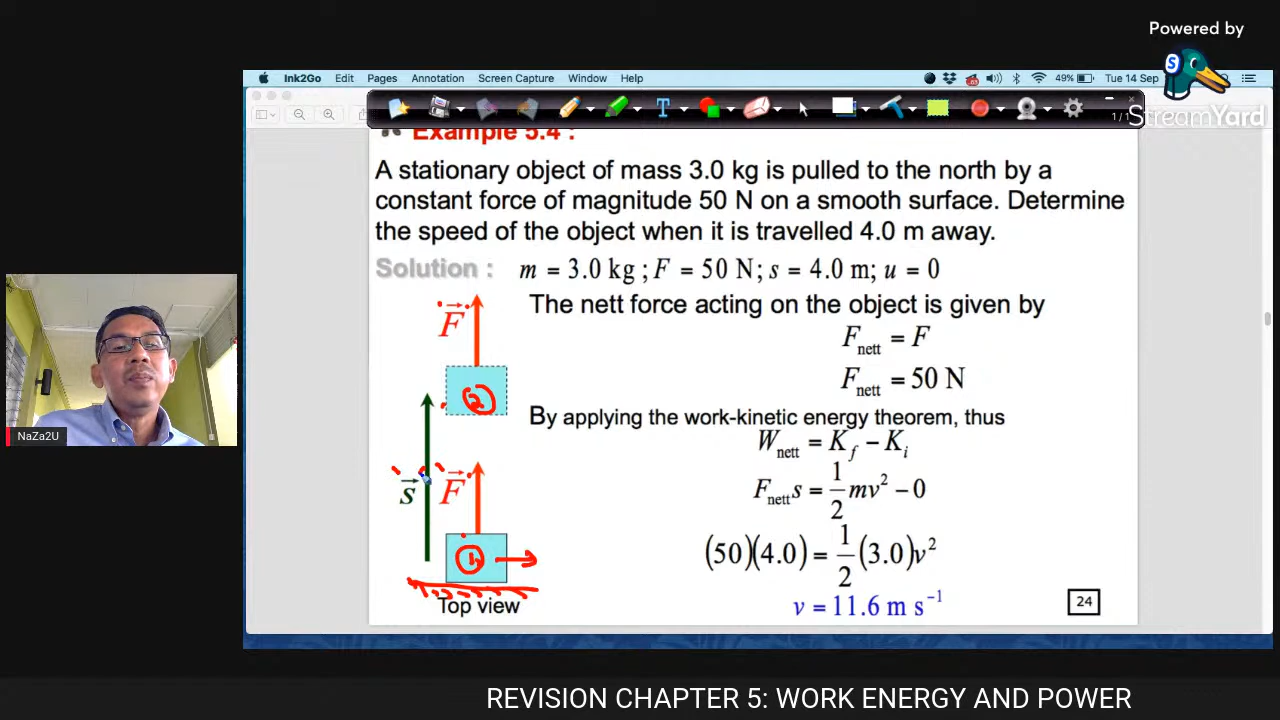 Powered by
StreamYard
Ink2Go Edit Pages Annotation Screen Capture Window Help
49% Tue 14 Sep
1/1
Example 5.4 :
A stationary object of mass 3.0 kg is pulled to the north by a
constant force of magnitude 50 N on a smooth surface. Determine
the speed of the object when it is travelled 4.0 m away.
Solution : m = 3.0 kg ; F = 50 N; s = 4.0 m; u = 0
The nett force acting on the object is given by
F_nett = F
F_nett = 50 N
By applying the work-kinetic energy theorem, thus
W_nett = K_f − K_i
F_nett s = 1/2 mv² − 0
(50)(4.0) = 1/2 (3.0)v²
v = 11.6 m s⁻¹
F
2
s F
1
Top view
24
NaZa2U
REVISION CHAPTER 5: WORK ENERGY AND POWER